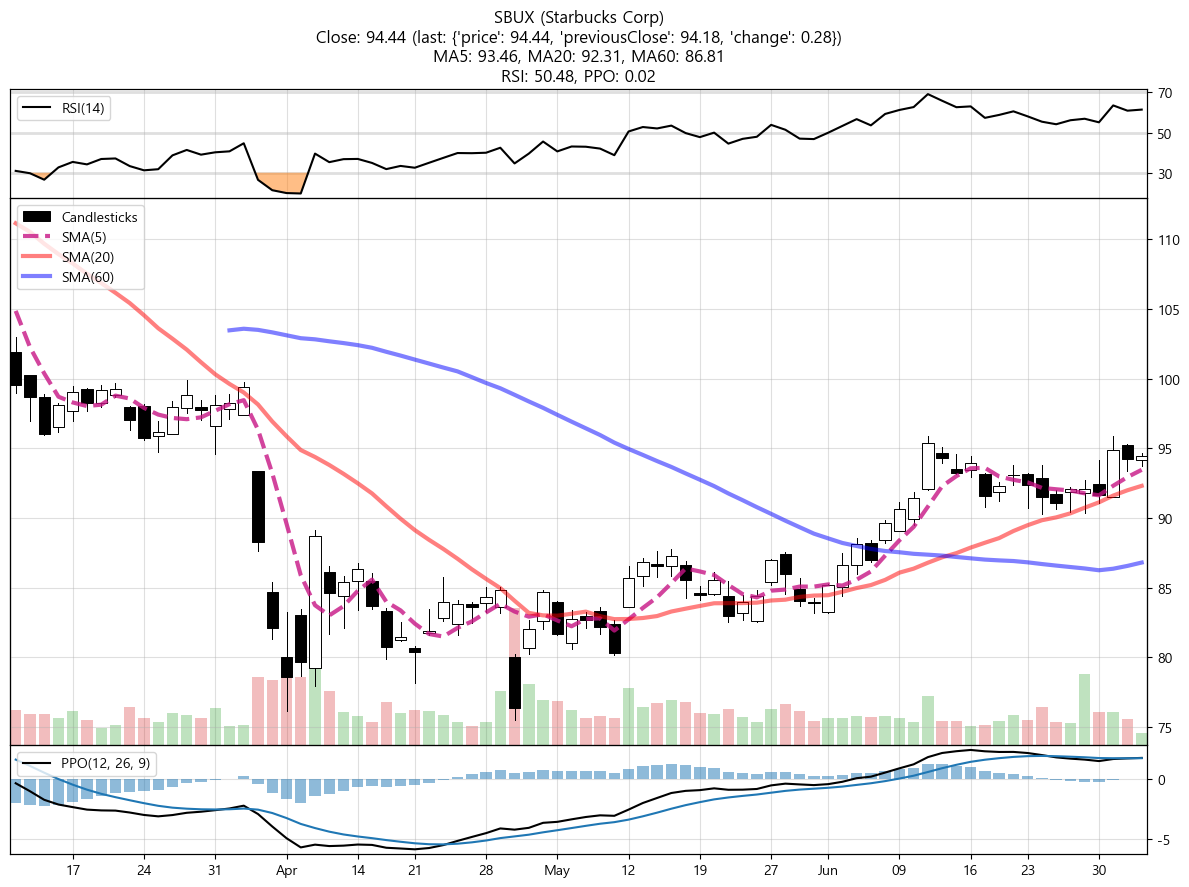 SBUX (Starbucks Corp)
Close: 94.44 (last: {'price': 94.44, 'previousClose': 94.18, 'change': 0.28})
MA5: 93.46, MA20: 92.31, MA60: 86.81
RSI: 50.48, PPO: 0.02
RSI(14)
70
50
30
Candlesticks
SMA(5)
SMA(20)
SMA(60)
110
105
100
95
90
85
80
75
PPO(12, 26, 9)
0
-5
17 24 31 Apr 14 21 28 May 12 19 27 Jun 09 16 23 30